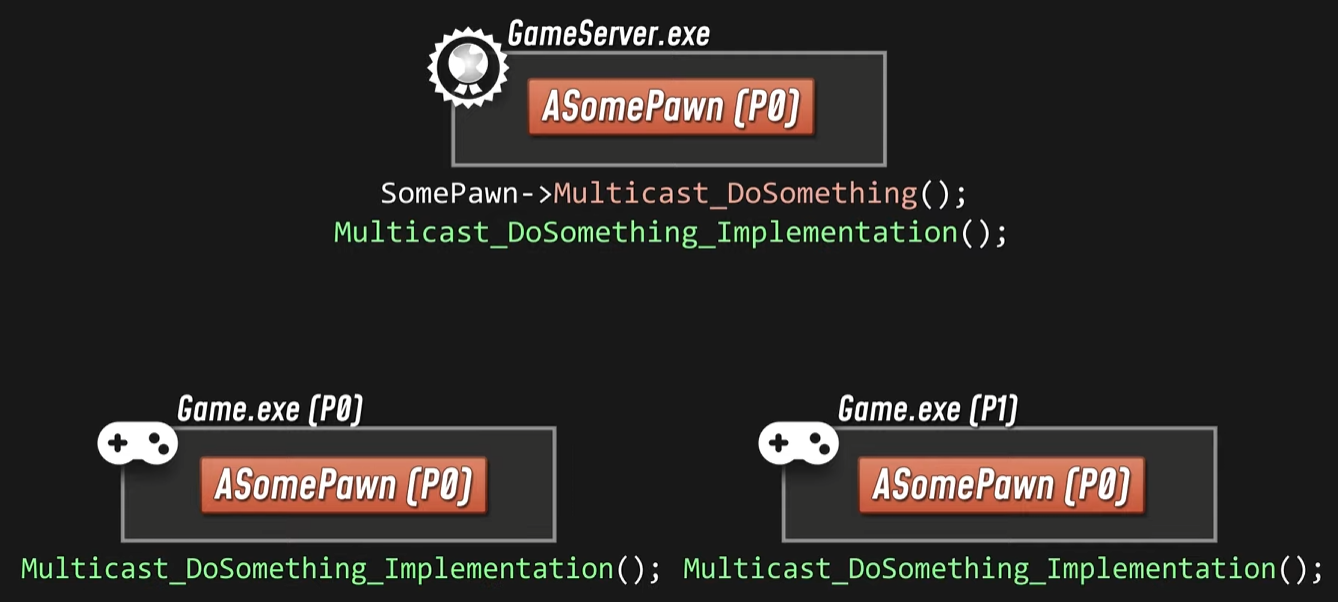 GameServer.exe
ASomePawn (P0)
SomePawn->Multicast_DoSomething();
Multicast_DoSomething_Implementation();
Game.exe (P0)
ASomePawn (P0)
Multicast_DoSomething_Implementation();
Game.exe (P1)
ASomePawn (P0)
Multicast_DoSomething_Implementation();